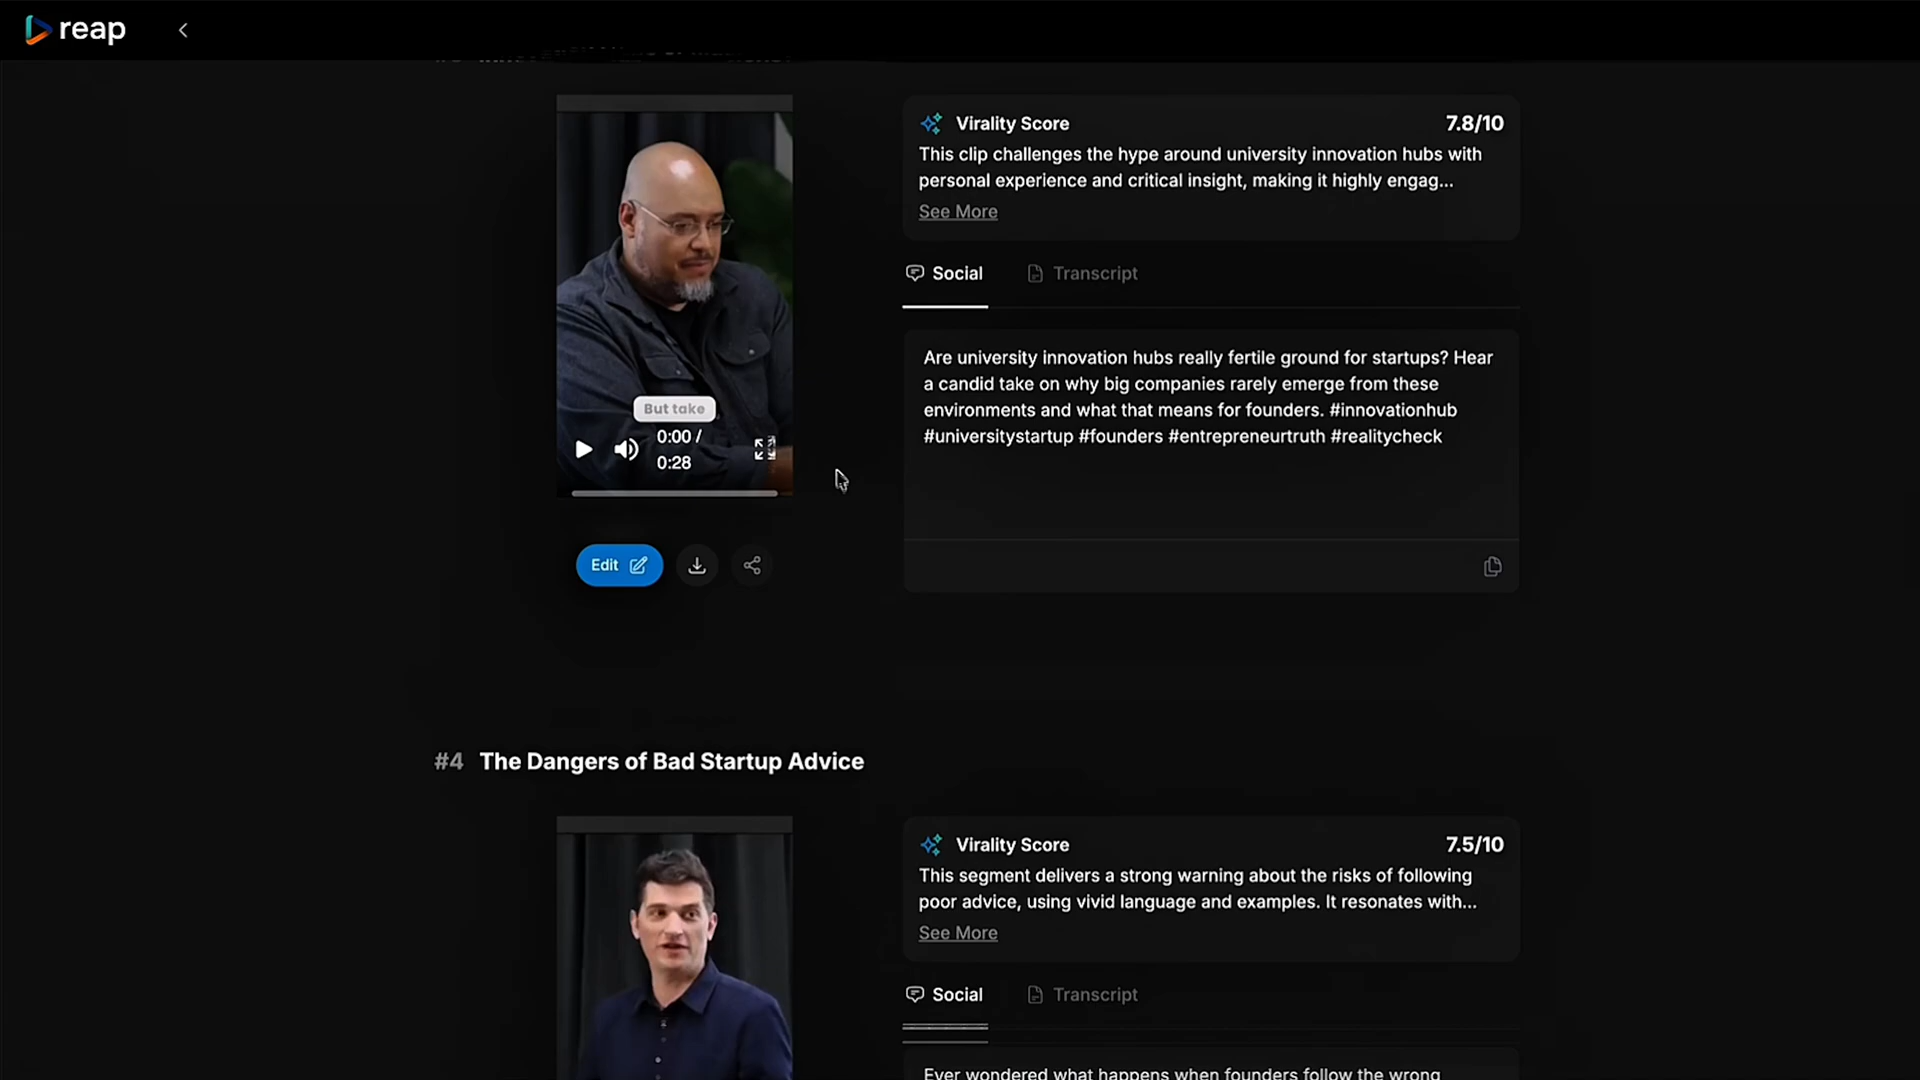 reap
Virality Score
7.8/10
This clip challenges the hype around university innovation hubs with
personal experience and critical insight, making it highly engag...
See More
Social
Transcript
Are university innovation hubs really fertile ground for startups? Hear
a candid take on why big companies rarely emerge from these
environments and what that means for founders. #innovationhub
#universitystartup #founders #entrepreneurtruth #realitycheck
But take
0:00 /
0:28
Edit
#4 The Dangers of Bad Startup Advice
Virality Score
7.5/10
This segment delivers a strong warning about the risks of following
poor advice, using vivid language and examples. It resonates with...
See More
Social
Transcript
Ever wondered what happens when founders follow the wrong